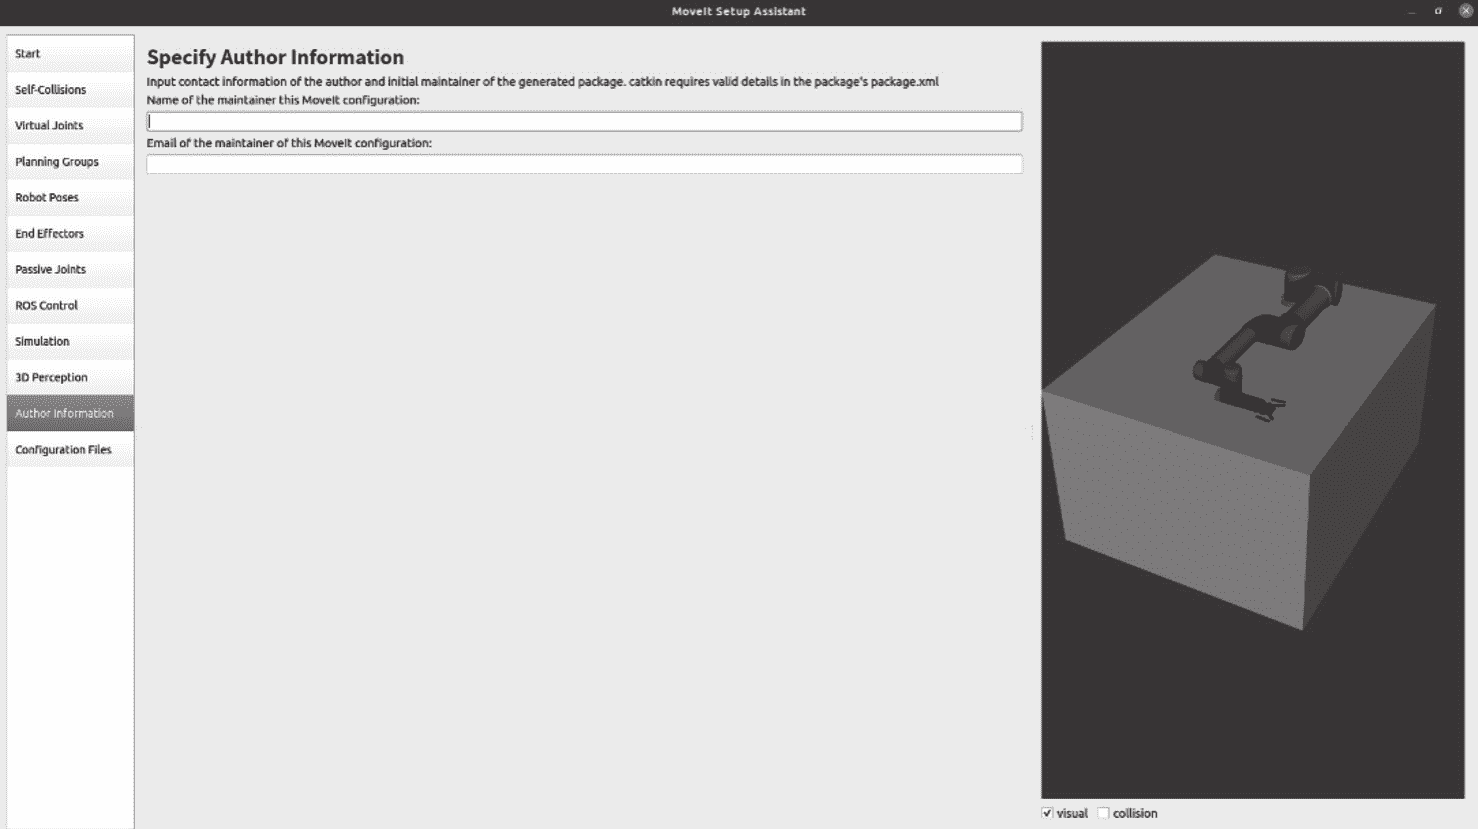 MoveIt Setup Assistant
Start
Self-Collisions
Virtual Joints
Planning Groups
Robot Poses
End Effectors
Passive Joints
ROS Control
Simulation
3D Perception
Author Information
Configuration Files
Specify Author Information
Input contact information of the author and initial maintainer of the generated package. catkin requires valid details in the package's package.xml
Name of the maintainer this MoveIt configuration:
Email of the maintainer of this MoveIt configuration:
visual
collision